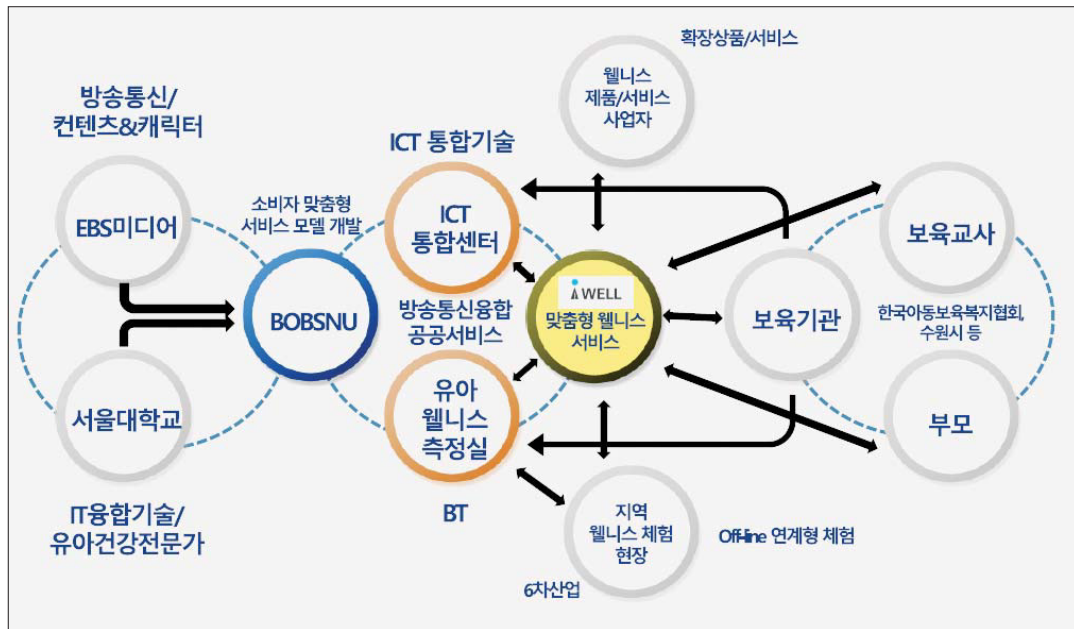 확장상품/서비스
웰니스
제품/서비스
사업자
방송통신/
컨텐츠&캐릭터
ICT 통합기술
EBS미디어
소비자 맞춤형
서비스 모델 개발
ICT
통합센터
보육교사
BOBSNU
방송통신융합
공공서비스
i WELL
맞춤형 웰니스
서비스
보육기관
한국아동보육복지협회,
수원시 등
서울대학교
유아
웰니스
측정실
부모
IT융합기술/
유아건강전문가
BT
지역
웰니스 체험
현장
Off-line 연계형 체험
6차산업